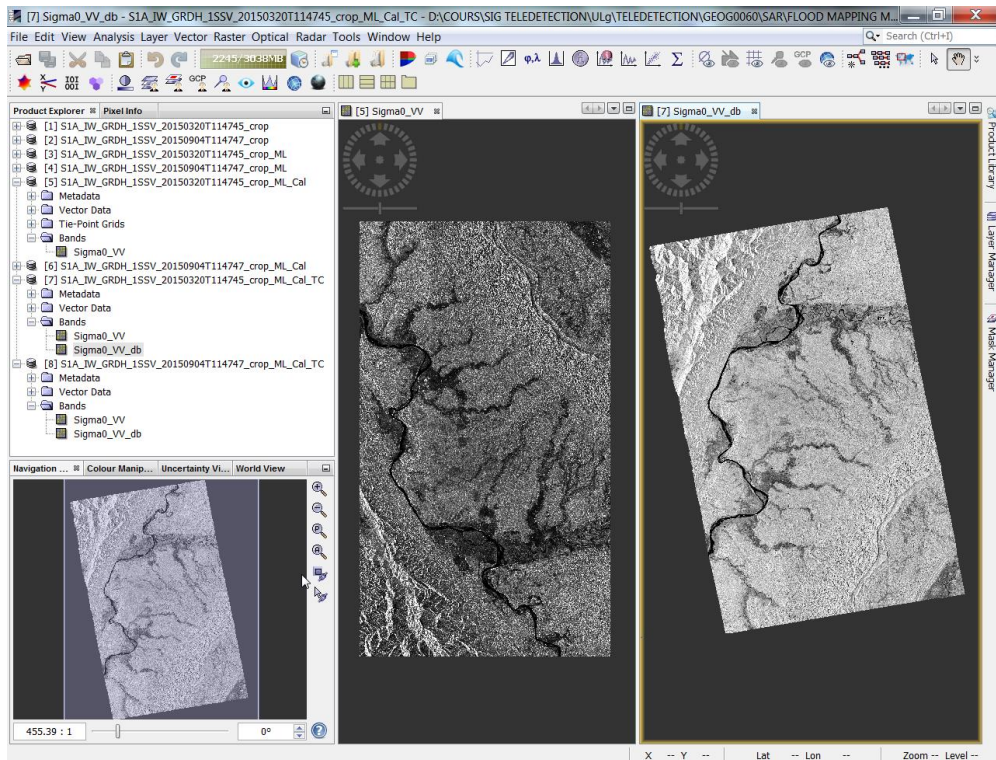 [7] Sigma0_VV_db - S1A_IW_GRDH_1SSV_20150320T114745_crop_ML_Cal_TC - D:\COURS\SIG TELEDETECTION\ULg\TELEDETECTION\GEOG0060\SAR\FLOOD MAPPING M...
File Edit View Analysis Layer Vector Raster Optical Radar Tools Window Help
Search (Ctrl+I)
2245/3038MB
φ,λ
Σ
GCP
GCP
Product Explorer Pixel Info
[1] S1A_IW_GRDH_1SSV_20150320T114745_crop
[2] S1A_IW_GRDH_1SSV_20150904T114747_crop
[3] S1A_IW_GRDH_1SSV_20150320T114745_crop_ML
[4] S1A_IW_GRDH_1SSV_20150904T114747_crop_ML
[5] S1A_IW_GRDH_1SSV_20150320T114745_crop_ML_Cal
Metadata
Vector Data
Tie-Point Grids
Bands
Sigma0_VV
[6] S1A_IW_GRDH_1SSV_20150904T114747_crop_ML_Cal
[7] S1A_IW_GRDH_1SSV_20150320T114745_crop_ML_Cal_TC
Metadata
Vector Data
Bands
Sigma0_VV
Sigma0_VV_db
[8] S1A_IW_GRDH_1SSV_20150904T114747_crop_ML_Cal_TC
Metadata
Vector Data
Bands
Sigma0_VV
Sigma0_VV_db
Navigation ... Colour Manip... Uncertainty Vi... World View
455.39 : 1
0°
[5] Sigma0_VV
[7] Sigma0_VV_db
Product Library
Layer Manager
Mask Manager
X -- Y -- Lat -- Lon -- Zoom -- Level --